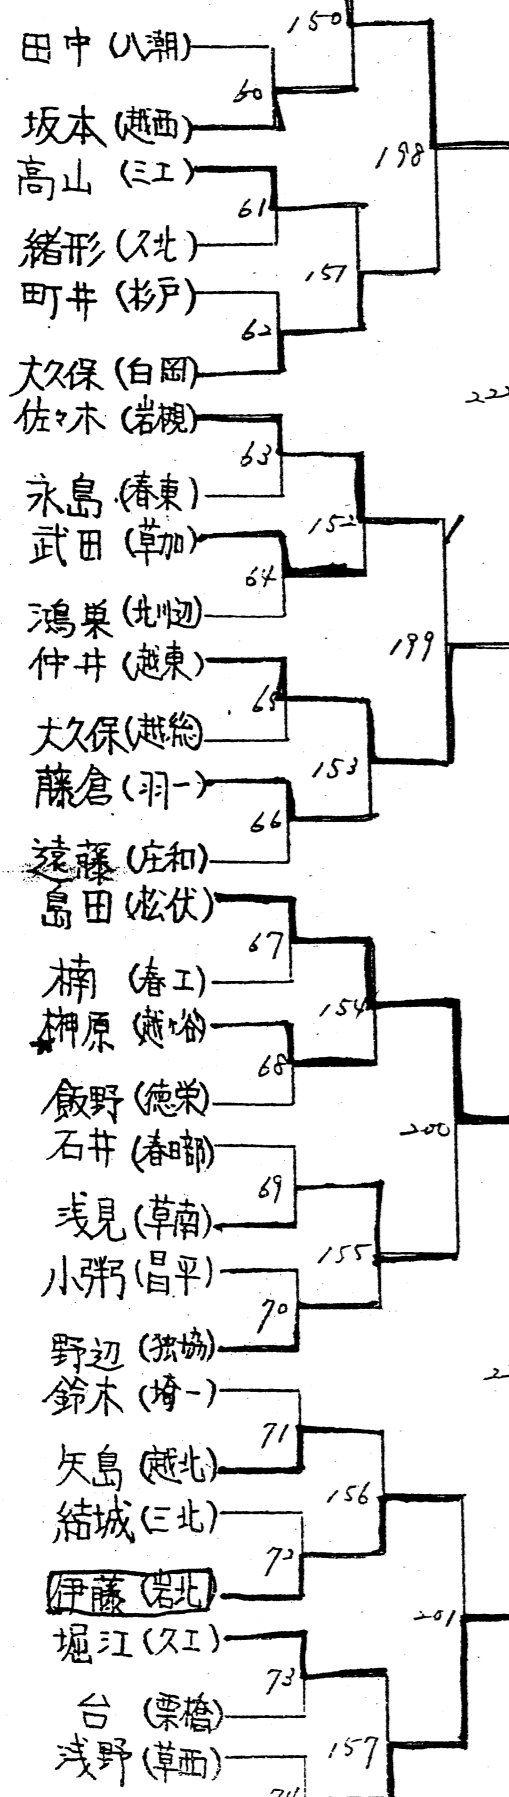 150
田中(八潮)
60
坂本(越西)
198
高山(三工)
61
緒形(久北)
151
町井(杉戸)
62
大久保(白岡)
222
佐々木(岩槻)
63
永島(春東)
152
武田(草加)
64
鴻巣(北川辺)
199
仲井(越東)
65
大久保(越総)
153
藤倉(羽一)
66
遠藤(庄和)
島田(松伏)
67
楠(春工)
154
榊原(越ヶ谷)
68
飯野(徳栄)
200
石井(春日部)
69
浅見(草南)
155
小粥(昌平)
70
野辺(独協)
鈴木(埼一)
71
矢島(越北)
156
結城(三北)
72
伊藤(岩北)
201
堀江(久工)
73
台(栗橋)
157
浅野(草西)
74